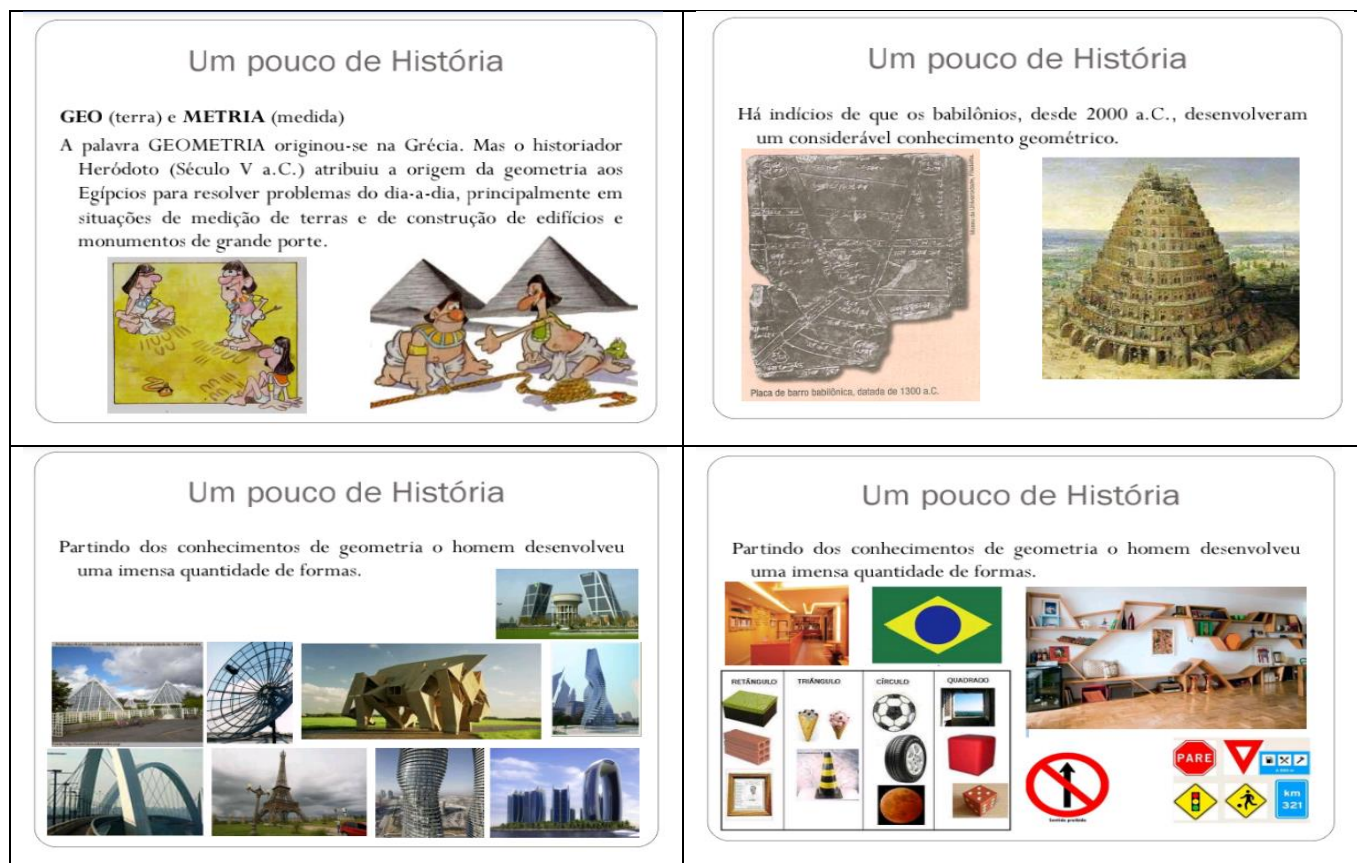 Um pouco de História
GEO (terra) e METRIA (medida)
A palavra GEOMETRIA originou-se na Grécia. Mas o historiador
Heródoto (Século V a.C.) atribuiu a origem da geometria aos
Egípcios para resolver problemas do dia-a-dia, principalmente em
situações de medição de terras e de construção de edifícios e
monumentos de grande porte.
Um pouco de História
Há indícios de que os babilônios, desde 2000 a.C., desenvolveram
um considerável conhecimento geométrico.
Placa de barro babilônica, datada de 1300 a.C.
Um pouco de História
Partindo dos conhecimentos de geometria o homem desenvolveu
uma imensa quantidade de formas.
Um pouco de História
Partindo dos conhecimentos de geometria o homem desenvolveu
uma imensa quantidade de formas.
RETÂNGULO
TRIÂNGULO
CÍRCULO
QUADRADO
Sentido proibido
PARE
km
321